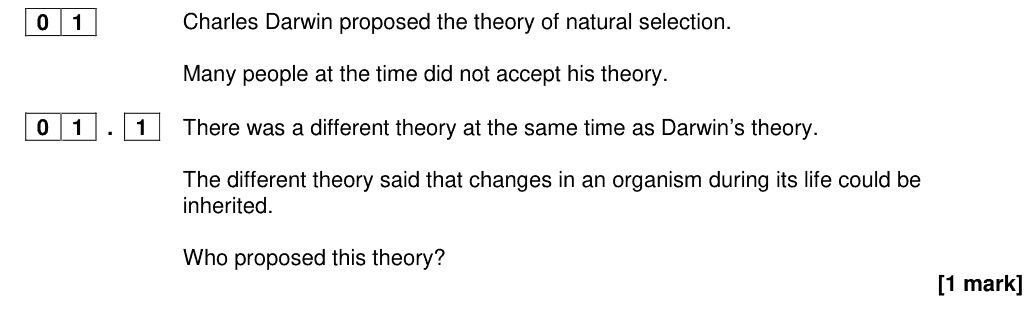 0 1 Charles Darwin proposed the theory of natural selection.
Many people at the time did not accept his theory.
0 1 . 1 There was a different theory at the same time as Darwin’s theory.
The different theory said that changes in an organism during its life could be
inherited.
Who proposed this theory?
[1 mark]